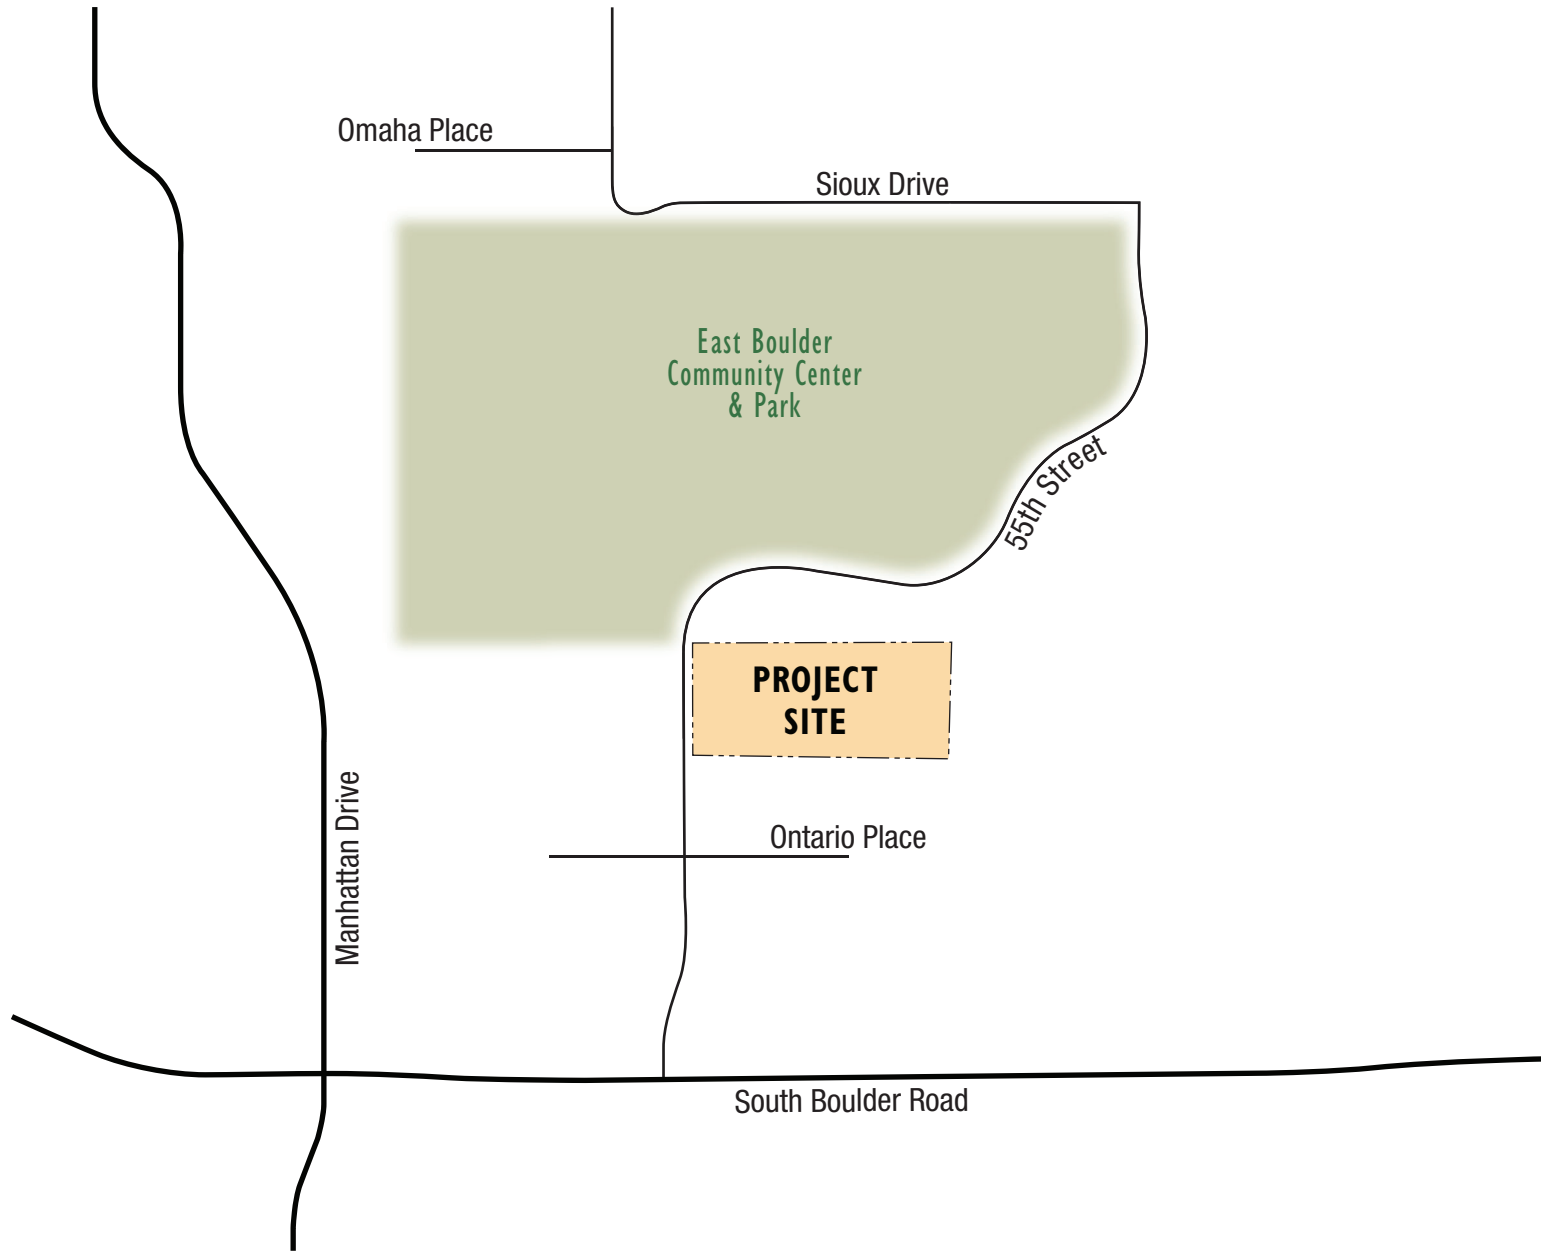 Omaha Place
Sioux Drive
East Boulder
Community Center
& Park
55th Street
PROJECT
SITE
Manhattan Drive
Ontario Place
South Boulder Road